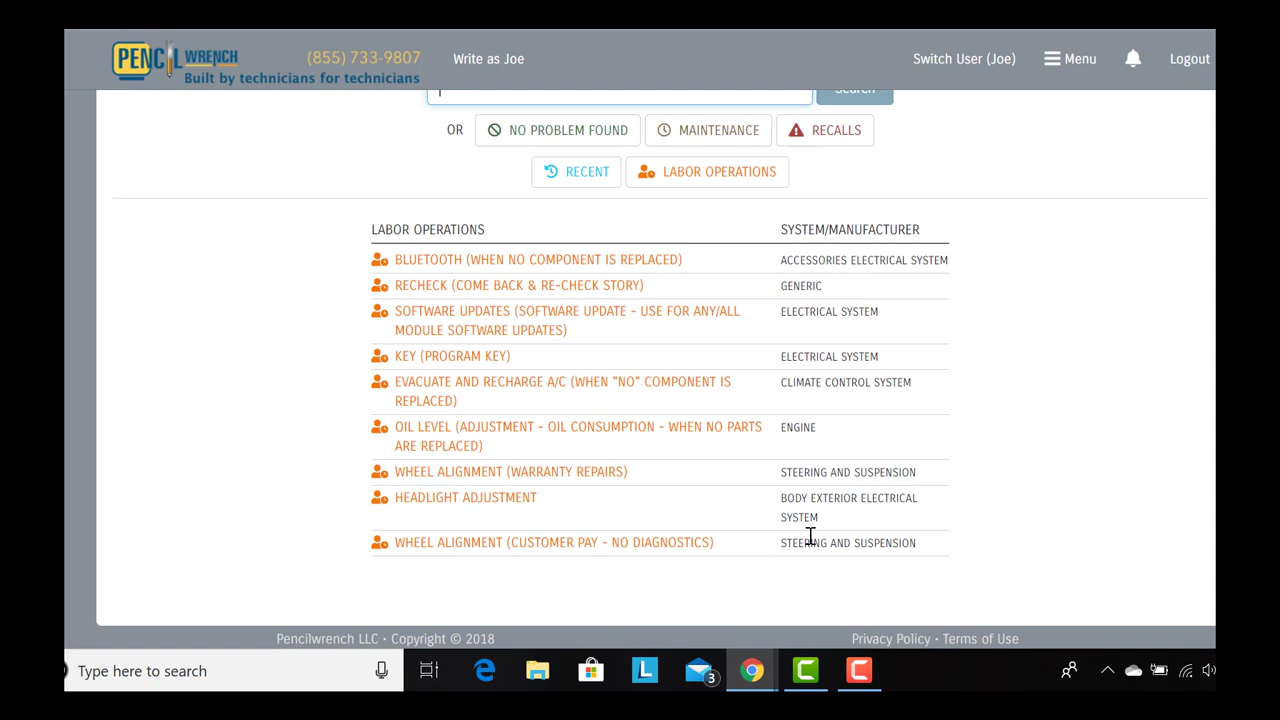 PENCILWRENCH
Built by technicians for technicians
(855) 733-9807
Write as Joe
Switch User (Joe)
Menu
Logout
Search
OR
NO PROBLEM FOUND
MAINTENANCE
RECALLS
RECENT
LABOR OPERATIONS
LABOR OPERATIONS SYSTEM/MANUFACTURER
BLUETOOTH (WHEN NO COMPONENT IS REPLACED) ACCESSORIES ELECTRICAL SYSTEM
RECHECK (COME BACK & RE-CHECK STORY) GENERIC
SOFTWARE UPDATES (SOFTWARE UPDATE - USE FOR ANY/ALL ELECTRICAL SYSTEM
MODULE SOFTWARE UPDATES)
KEY (PROGRAM KEY) ELECTRICAL SYSTEM
EVACUATE AND RECHARGE A/C (WHEN "NO" COMPONENT IS CLIMATE CONTROL SYSTEM
REPLACED)
OIL LEVEL (ADJUSTMENT - OIL CONSUMPTION - WHEN NO PARTS ENGINE
ARE REPLACED)
WHEEL ALIGNMENT (WARRANTY REPAIRS) STEERING AND SUSPENSION
HEADLIGHT ADJUSTMENT BODY EXTERIOR ELECTRICAL
SYSTEM
WHEEL ALIGNMENT (CUSTOMER PAY - NO DIAGNOSTICS) STEERING AND SUSPENSION
Pencilwrench LLC · Copyright © 2018
Privacy Policy · Terms of Use
Type here to search
L
3
C
C